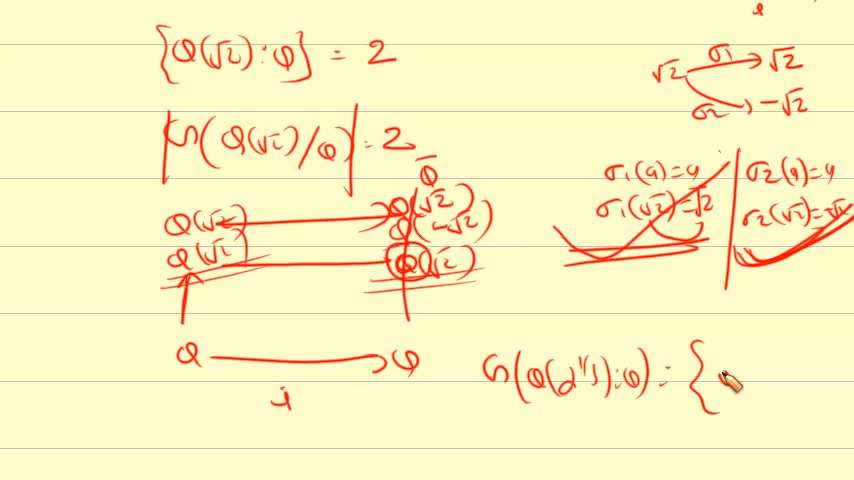 {Q(√2) : Q} = 2
√2 σ1 √2
σ2 -√2
|G(Q(√2)/Q)| = 2
Q̄
σ1(a) = a
σ2(a) = a
σ1(√2) = √2
σ2(√2) = -√2
Q(√2) Q(√2)
Q(-√2)
Q(√2) Q(√2)
Q Q
i
G(Q(2^1/3) : Q) = {